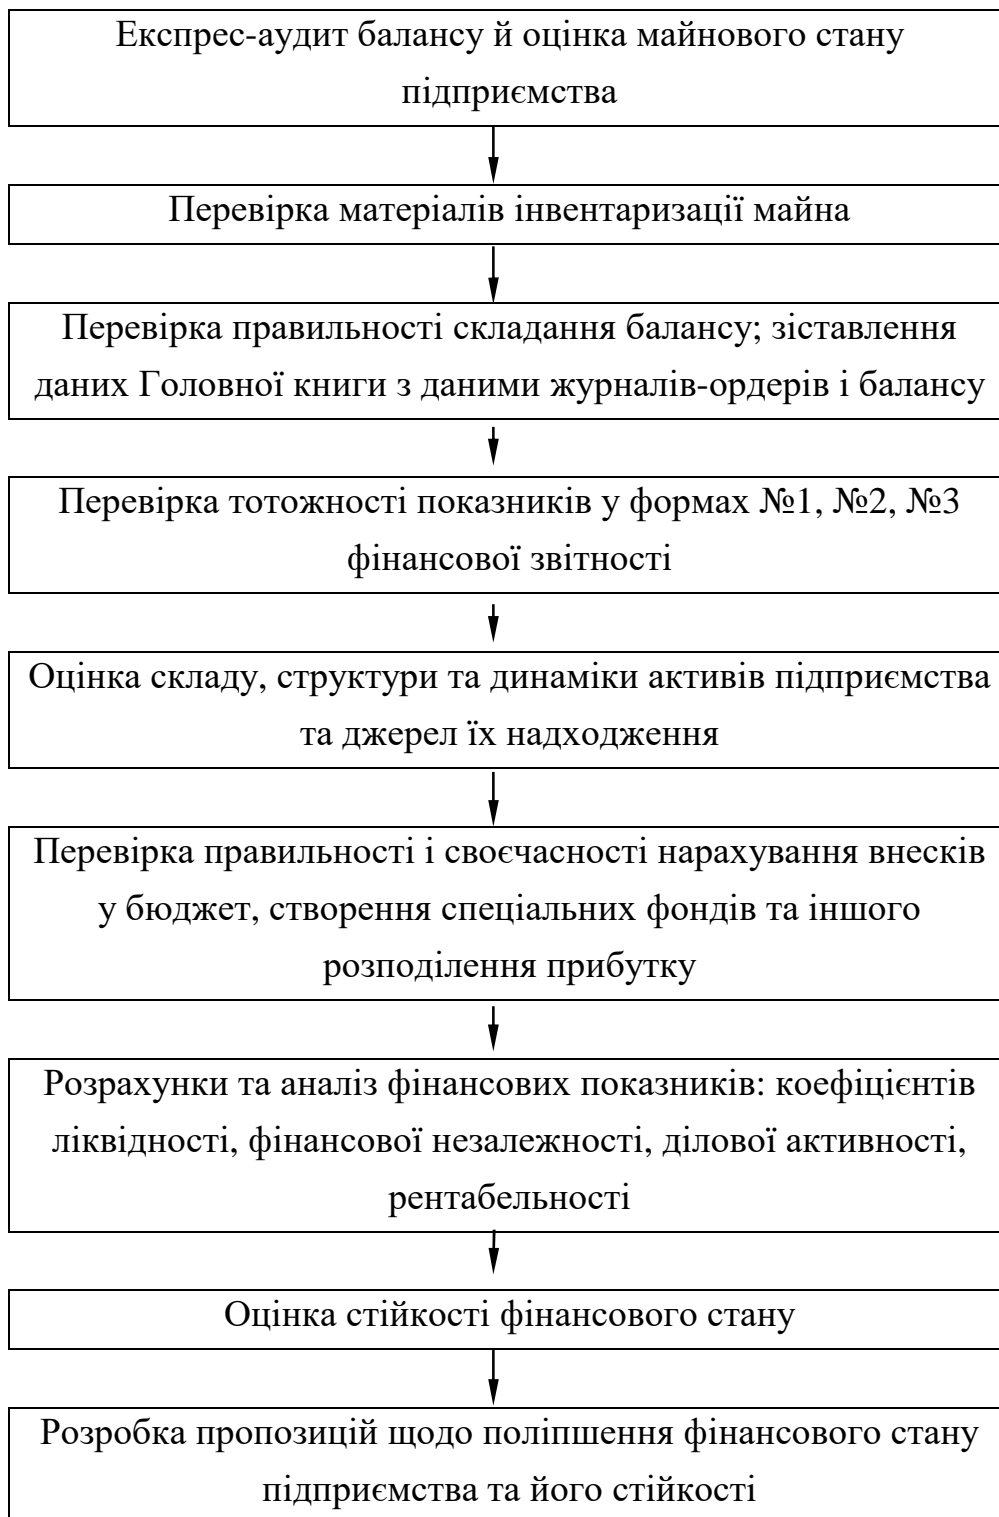 Експрес-аудит балансу й оцінка майнового стану
підприємства
Перевірка матеріалів інвентаризації майна
Перевірка правильності складання балансу; зіставлення
даних Головної книги з даними журналів-ордерів і балансу
Перевірка тотожності показників у формах №1, №2, №3
фінансової звітності
Оцінка складу, структури та динаміки активів підприємства
та джерел їх надходження
Перевірка правильності і своєчасності нарахування внесків
у бюджет, створення спеціальних фондів та іншого
розподілення прибутку
Розрахунки та аналіз фінансових показників: коефіцієнтів
ліквідності, фінансової незалежності, ділової активності,
рентабельності
Оцінка стійкості фінансового стану
Розробка пропозицій щодо поліпшення фінансового стану
підприємства та його стійкості